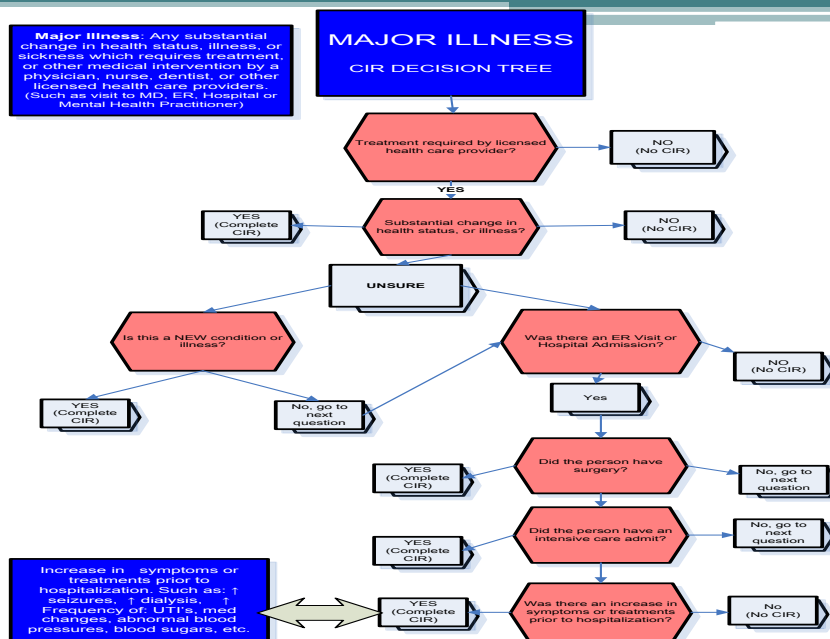 Major Illness: Any substantial
change in health status, illness, or
sickness which requires treatment,
or other medical intervention by a
physician, nurse, dentist, or other
licensed health care providers.
(Such as visit to MD, ER, Hospital or
Mental Health Practitioner)
MAJOR ILLNESS
CIR DECISION TREE
Treatment required by licensed
health care provider?
NO
(No CIR)
YES
YES
(Complete
CIR)
Substantial change in
health status, or illness?
NO
(No CIR)
UNSURE
Is this a NEW condition or
illness?
Was there an ER Visit or
Hospital Admission?
NO
(No CIR)
YES
(Complete
CIR)
No, go to
next
question
Yes
YES
(Complete
CIR)
Did the person have
surgery?
No, go to
next
question
YES
(Complete
CIR)
Did the person have an
intensive care admit?
No, go to
next
question
Increase in symptoms or
treatments prior to
hospitalization. Such as: ↑
seizures, ↑ dialysis, ↑
Frequency of: UTI's, med
changes, abnormal blood
pressures, blood sugars, etc.
YES
(Complete
CIR)
Was there an increase in
symptoms or treatments
prior to hospitalization?
No
(No CIR)